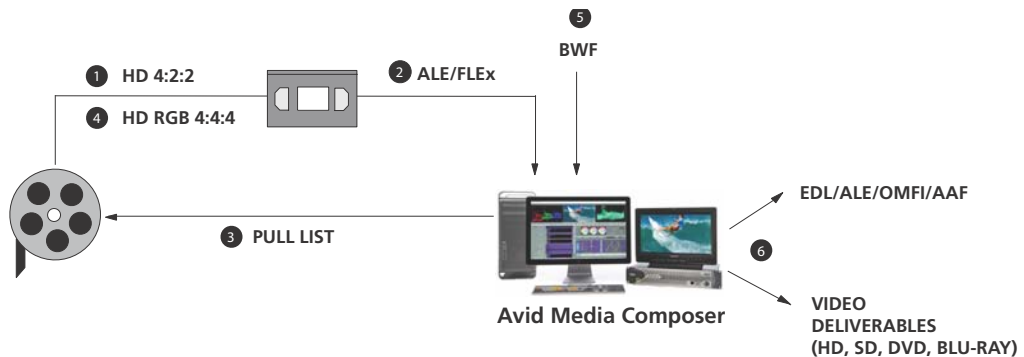 5
BWF
1 HD 4:2:2
2 ALE/FLEx
4 HD RGB 4:4:4
EDL/ALE/OMFI/AAF
3 PULL LIST
6
Avid Media Composer
VIDEO
DELIVERABLES
(HD, SD, DVD, BLU-RAY)